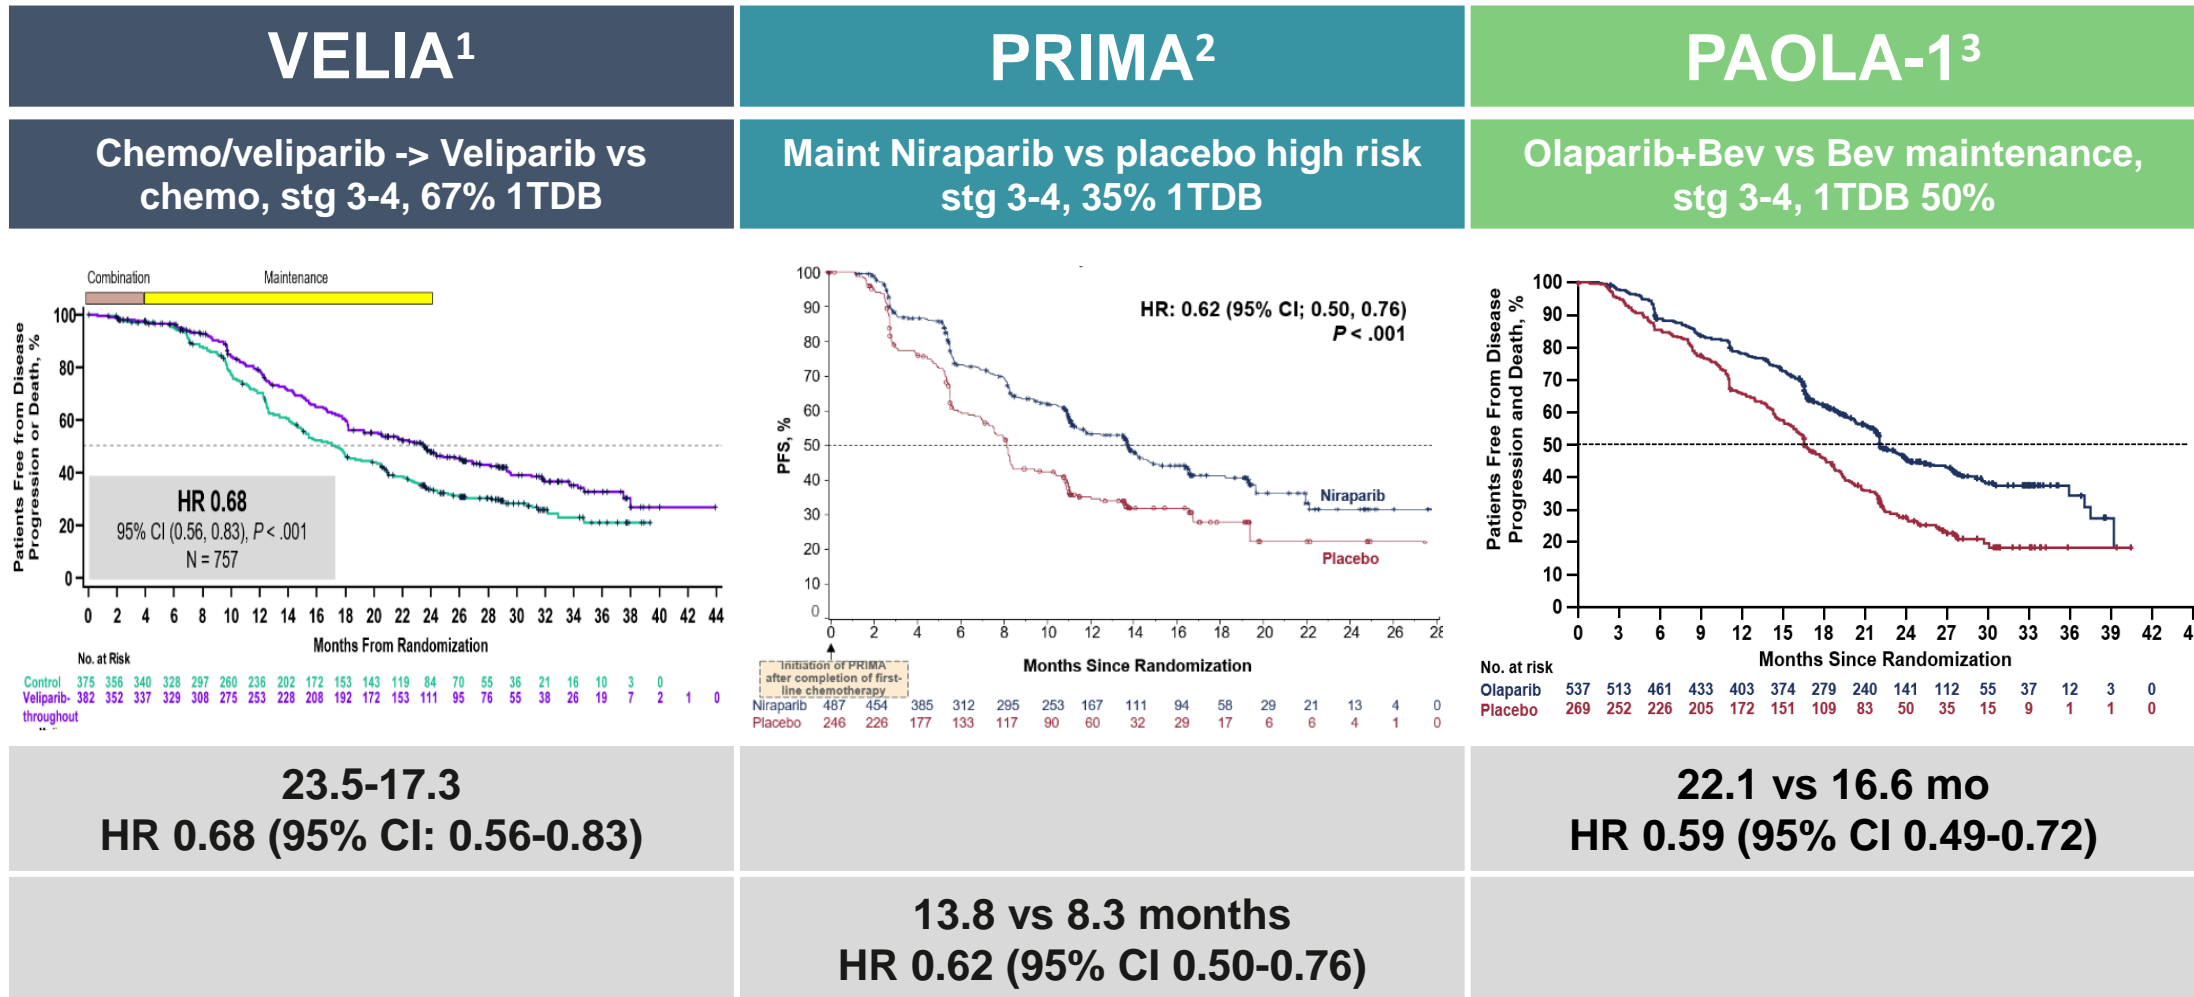 VELIA¹
PRIMA²
PAOLA-1³
Chemo/veliparib -> Veliparib vs
chemo, stg 3-4, 67% 1TDB
Maint Niraparib vs placebo high risk
stg 3-4, 35% 1TDB
Olaparib+Bev vs Bev maintenance,
stg 3-4, 1TDB 50%
Combination Maintenance
Patients Free from Disease
Progression or Death, %
100
80
60
40
20
0
HR 0.68
95% CI (0.56, 0.83), P < .001
N = 757
0 2 4 6 8 10 12 14 16 18 20 22 24 26 28 30 32 34 36 38 40 42 44
Months From Randomization
No. at Risk
Control 375 356 340 328 297 260 236 202 172 153 143 119 84 70 55 36 21 16 10 3 0
Veliparib- 382 352 337 329 308 275 253 228 208 192 172 153 111 95 76 55 38 26 19 7 2 1 0
throughout
PFS, %
100
90
80
70
60
50
40
30
20
10
0
HR: 0.62 (95% CI; 0.50, 0.76)
P < .001
Niraparib
Placebo
0 2 4 6 8 10 12 14 16 18 20 22 24 26 28
Months Since Randomization
Initiation of PRIMA
after completion of first-
line chemotherapy
Niraparib 487 454 385 312 295 253 167 111 94 58 29 21 13 4 0
Placebo 246 226 177 133 117 90 60 32 29 17 6 6 4 1 0
Patients Free From Disease
Progression and Death, %
100
90
80
70
60
50
40
30
20
10
0
0 3 6 9 12 15 18 21 24 27 30 33 36 39 42 4
Months Since Randomization
No. at risk
Olaparib 537 513 461 433 403 374 279 240 141 112 55 37 12 3 0
Placebo 269 252 226 205 172 151 109 83 50 35 15 9 1 1 0
23.5-17.3
HR 0.68 (95% CI: 0.56-0.83)
22.1 vs 16.6 mo
HR 0.59 (95% CI 0.49-0.72)
13.8 vs 8.3 months
HR 0.62 (95% CI 0.50-0.76)